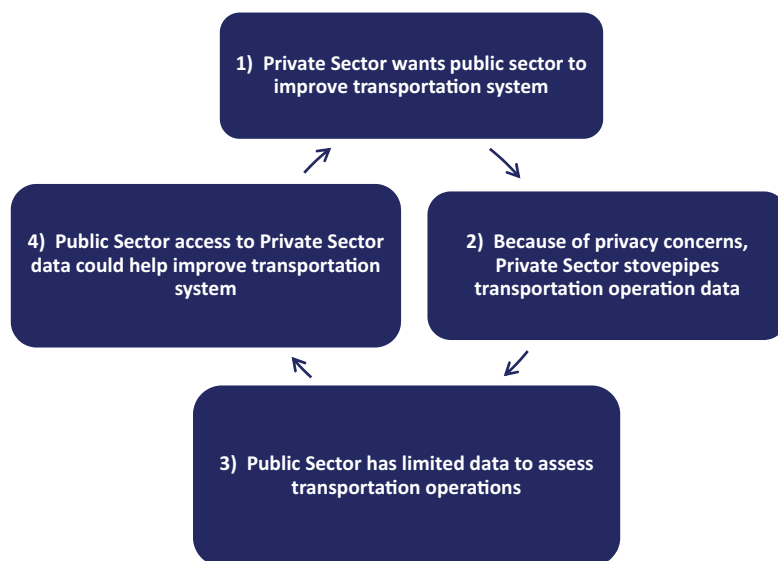 1) Private Sector wants public sector to
improve transportation system
2) Because of privacy concerns,
Private Sector stovepipes
transportation operation data
3) Public Sector has limited data to assess
transportation operations
4) Public Sector access to Private Sector
data could help improve transportation
system